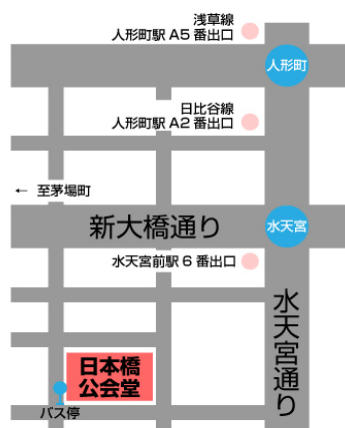 浅草線
人形町駅 A5 番出口
人形町
日比谷線
人形町駅 A2 番出口
← 至茅場町
新大橋通り
水天宮
水天宮前駅 6 番出口
水天宮通り
日本橋
公会堂
バス停